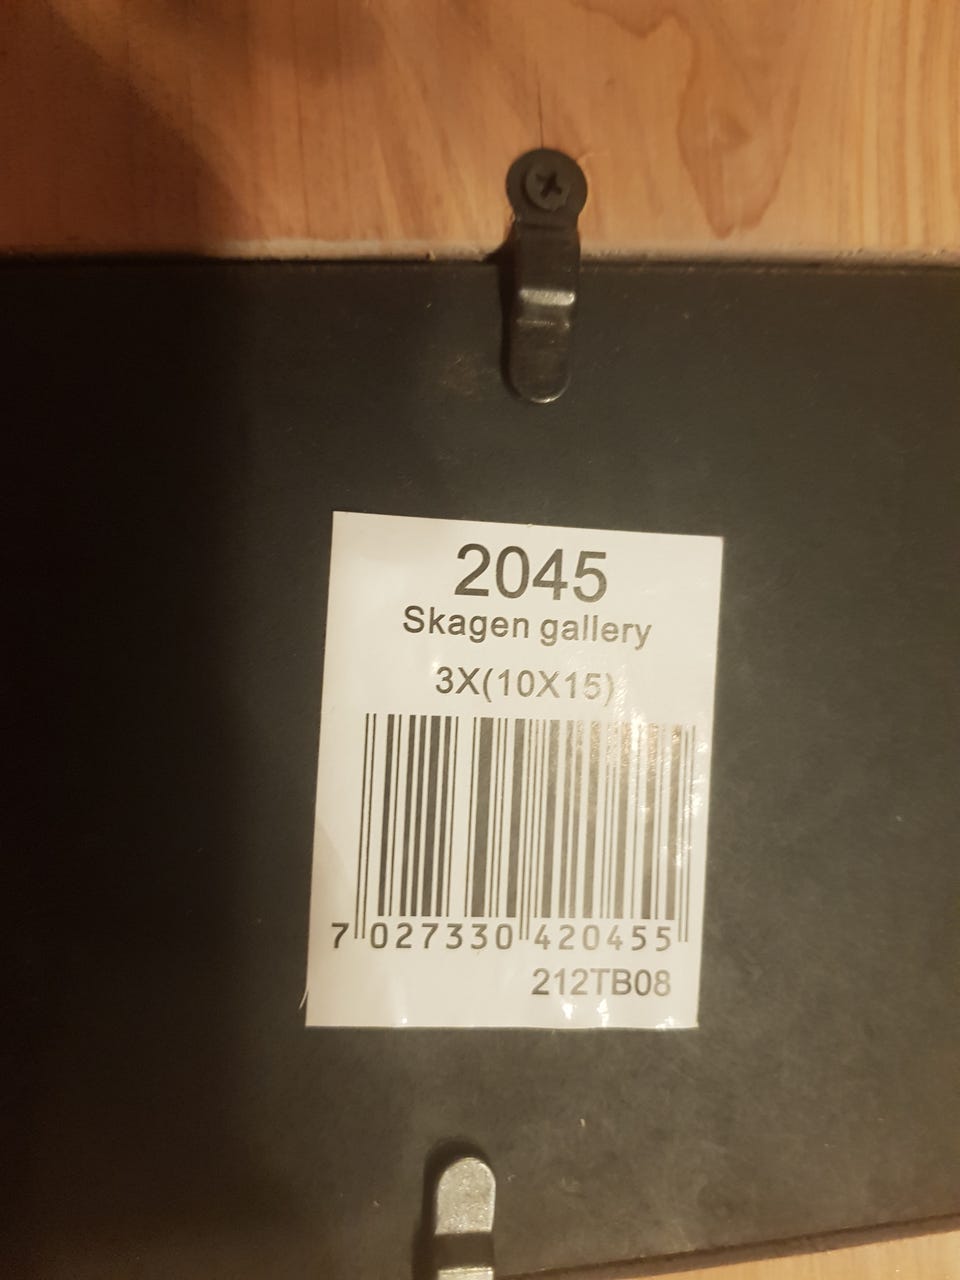 2045
Skagen gallery
3X(10X15)
7 027330 420455
212TB08